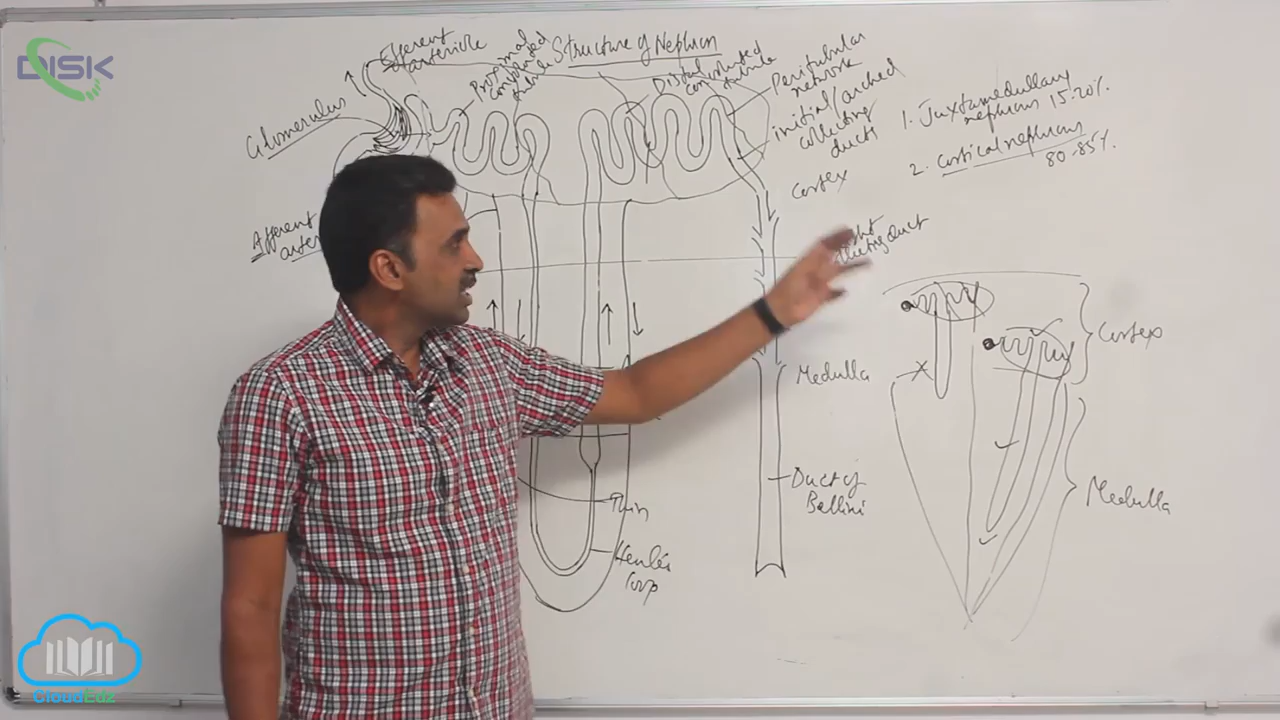 DISK
Efferent
arteriole
Proximal
convoluted
tubule
Structure of Nephron
Distal convoluted
tubule
Peritubular
network
initial/arched
collecting
ducts
Glomerulus
Afferent
1. Juxtamedullary
nephrons 15-20%
2. cortical nephrons
80-85%
Cortex
duct
Cortex
Medulla
Duct of
Bellini
Thin
Henle's
loop
Medulla
CloudEdz